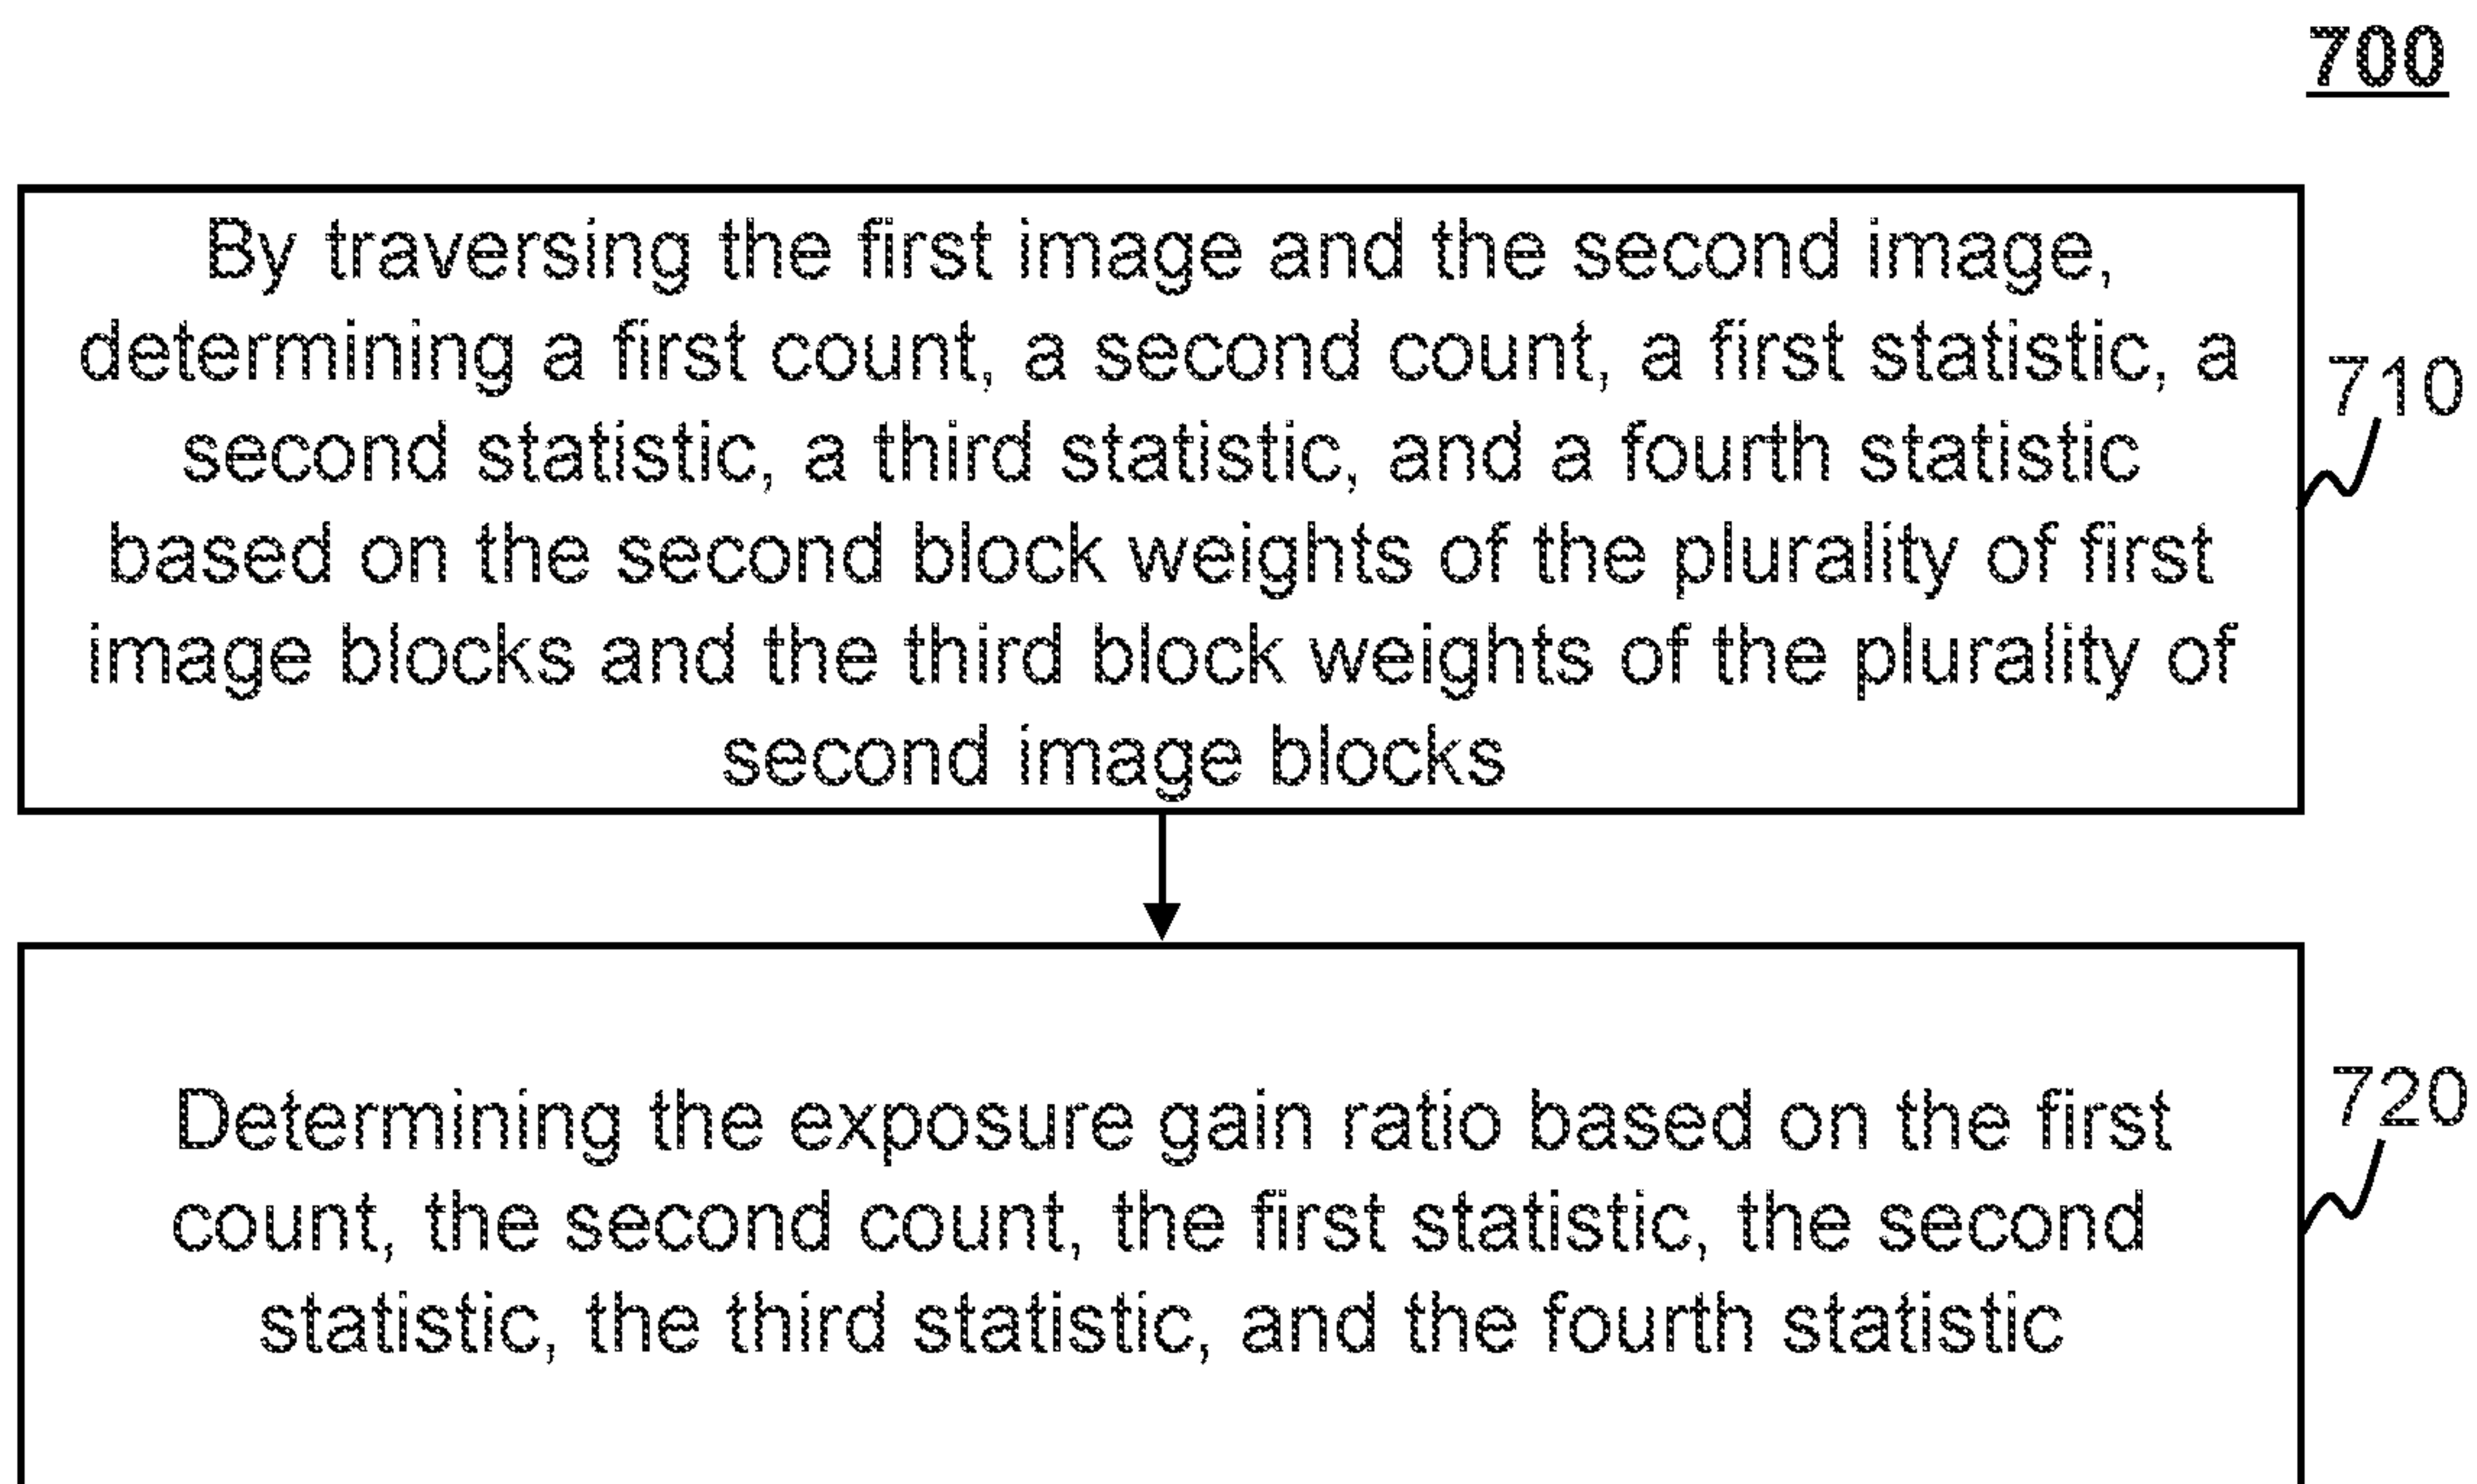 700
By traversing the first image and the second image,
determining a first count, a second count, a first statistic, a
second statistic, a third statistic, and a fourth statistic
based on the second block weights of the plurality of first
image blocks and the third block weights of the plurality of
second image blocks
710
Determining the exposure gain ratio based on the first
count, the second count, the first statistic, the second
statistic, the third statistic, and the fourth statistic
720